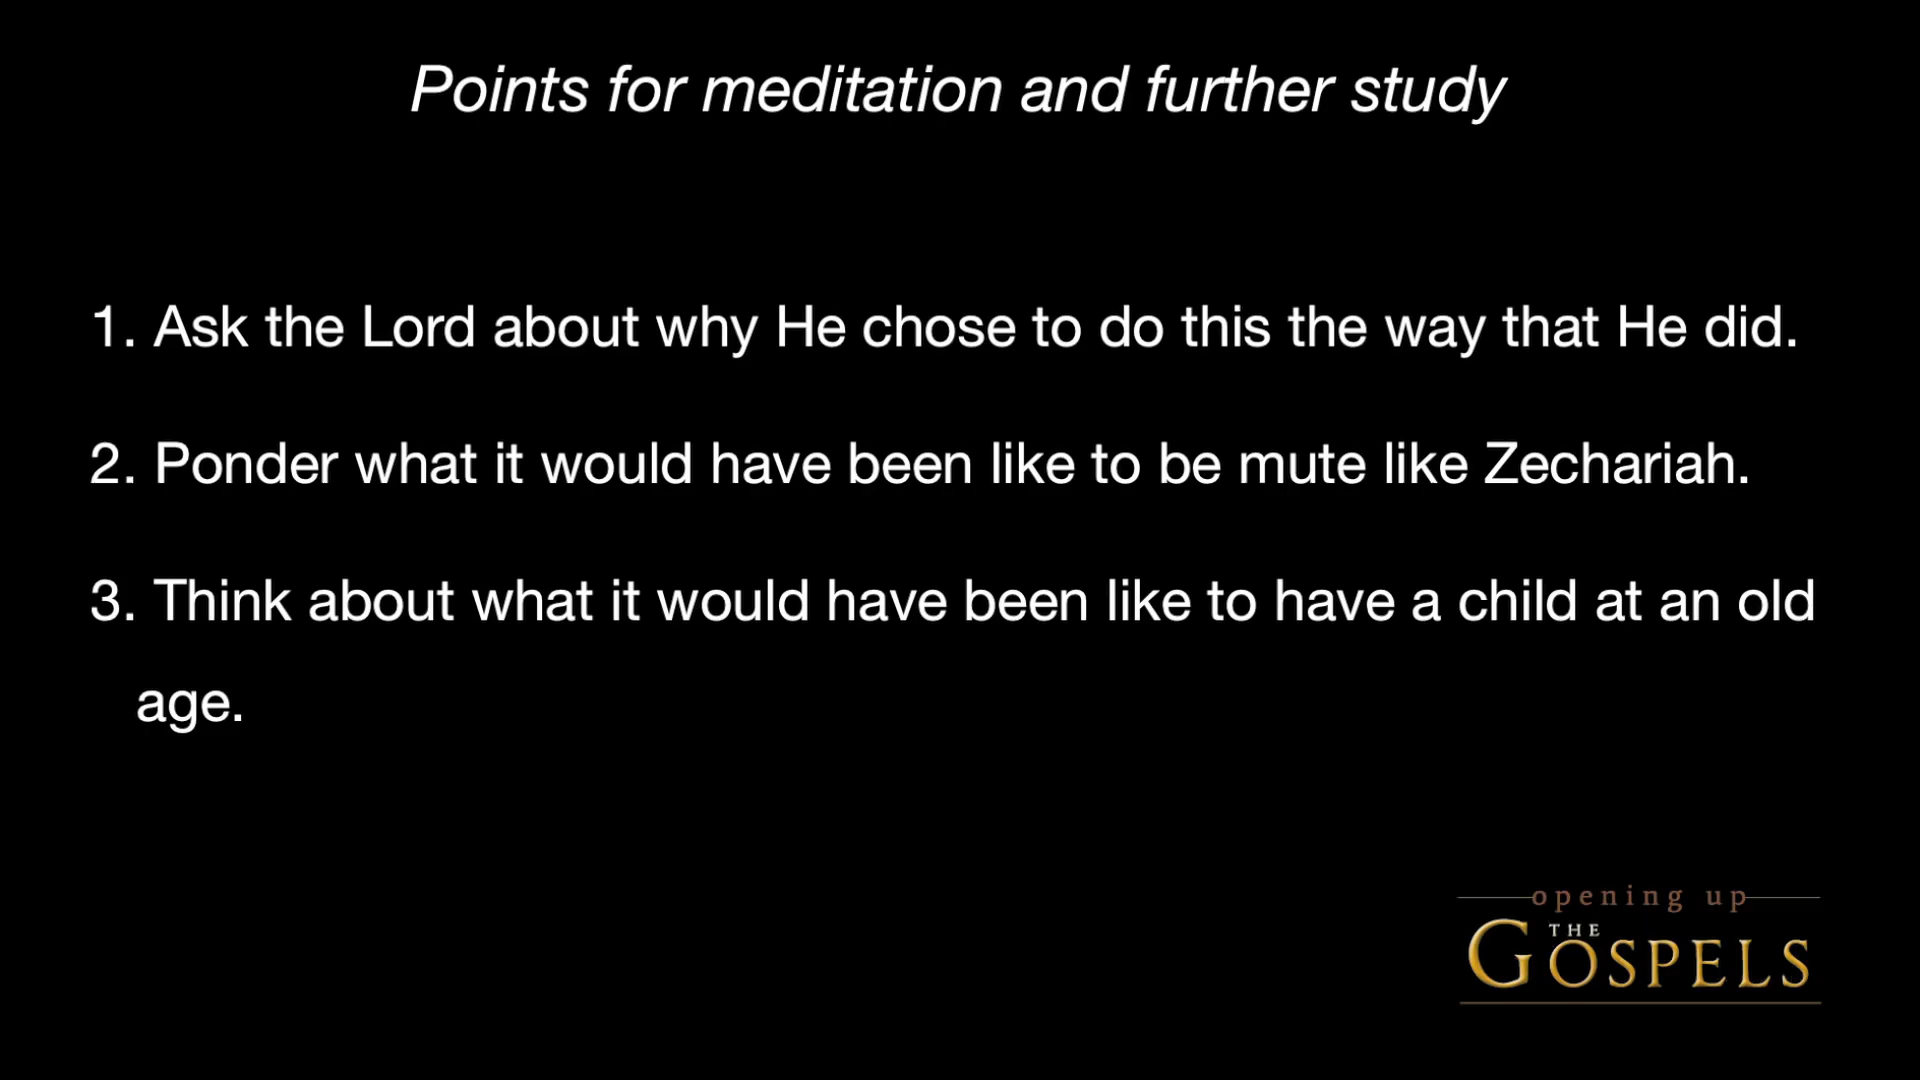 Points for meditation and further study
1. Ask the Lord about why He chose to do this the way that He did.
2. Ponder what it would have been like to be mute like Zechariah.
3. Think about what it would have been like to have a child at an old
age.
opening up
THE
GOSPELS